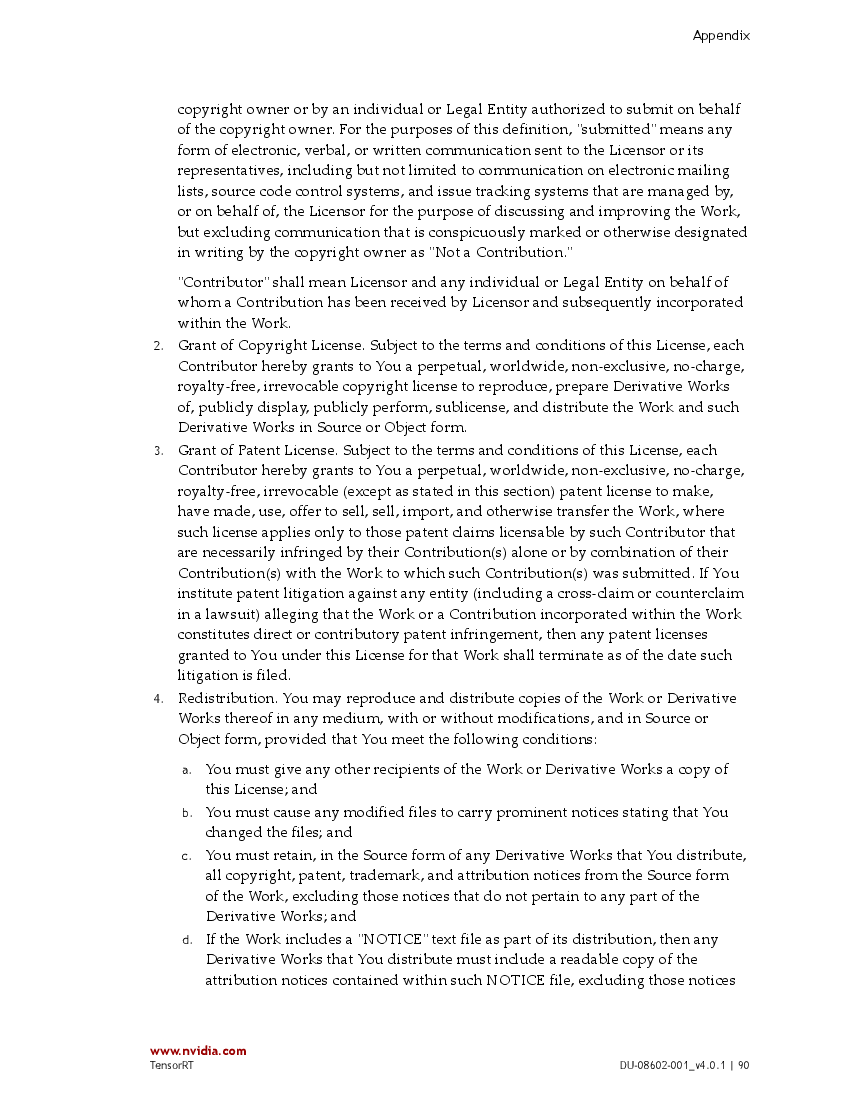 Appendix
copyright owner or by an individual or Legal Entity authorized to submit on behalf
of the copyright owner. For the purposes of this definition, "submitted" means any
form of electronic, verbal, or written communication sent to the Licensor or its
representatives, including but not limited to communication on electronic mailing
lists, source code control systems, and issue tracking systems that are managed by,
or on behalf of, the Licensor for the purpose of discussing and improving the Work,
but excluding communication that is conspicuously marked or otherwise designated
in writing by the copyright owner as "Not a Contribution."
"Contributor" shall mean Licensor and any individual or Legal Entity on behalf of
whom a Contribution has been received by Licensor and subsequently incorporated
within the Work.
2. Grant of Copyright License. Subject to the terms and conditions of this License, each
Contributor hereby grants to You a perpetual, worldwide, non-exclusive, no-charge,
royalty-free, irrevocable copyright license to reproduce, prepare Derivative Works
of, publicly display, publicly perform, sublicense, and distribute the Work and such
Derivative Works in Source or Object form.
3. Grant of Patent License. Subject to the terms and conditions of this License, each
Contributor hereby grants to You a perpetual, worldwide, non-exclusive, no-charge,
royalty-free, irrevocable (except as stated in this section) patent license to make,
have made, use, offer to sell, sell, import, and otherwise transfer the Work, where
such license applies only to those patent claims licensable by such Contributor that
are necessarily infringed by their Contribution(s) alone or by combination of their
Contribution(s) with the Work to which such Contribution(s) was submitted. If You
institute patent litigation against any entity (including a cross-claim or counterclaim
in a lawsuit) alleging that the Work or a Contribution incorporated within the Work
constitutes direct or contributory patent infringement, then any patent licenses
granted to You under this License for that Work shall terminate as of the date such
litigation is filed.
4. Redistribution. You may reproduce and distribute copies of the Work or Derivative
Works thereof in any medium, with or without modifications, and in Source or
Object form, provided that You meet the following conditions:
a. You must give any other recipients of the Work or Derivative Works a copy of
this License; and
b. You must cause any modified files to carry prominent notices stating that You
changed the files; and
c. You must retain, in the Source form of any Derivative Works that You distribute,
all copyright, patent, trademark, and attribution notices from the Source form
of the Work, excluding those notices that do not pertain to any part of the
Derivative Works; and
d. If the Work includes a "NOTICE" text file as part of its distribution, then any
Derivative Works that You distribute must include a readable copy of the
attribution notices contained within such NOTICE file, excluding those notices
www.nvidia.com
TensorRT DU-08602-001_v4.0.1 | 90